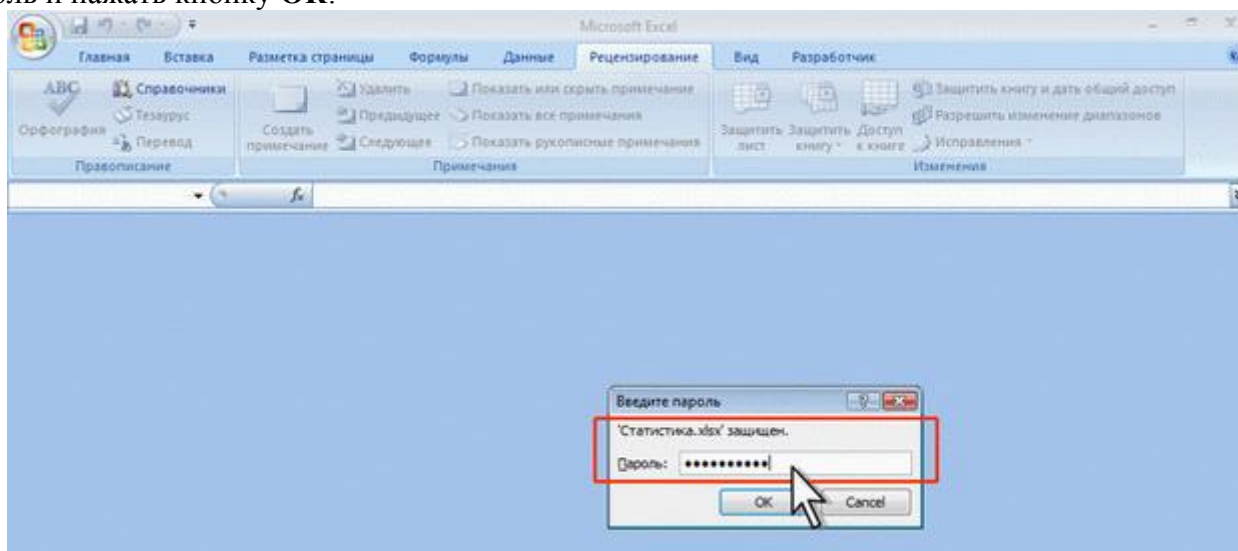 и нажать кнопку ОК.
Microsoft Excel
Главная Вставка Разметка страницы Формулы Данные Рецензирование Вид Разработчик
ABC Орфография
Справочники
Тезаурус
Перевод
Правописание
Создать примечание
Удалить
Предыдущее
Следующее
Показать или скрыть примечание
Показать все примечания
Показать рукописные примечания
Примечания
Защитить лист
Защитить книгу
Доступ к книге
Защитить книгу и дать общий доступ
Разрешить изменение диапазонов
Исправления
Изменения
fx
Введите пароль
'Статистика.xlsx' защищен.
Пароль: ••••••••••
OK Cancel